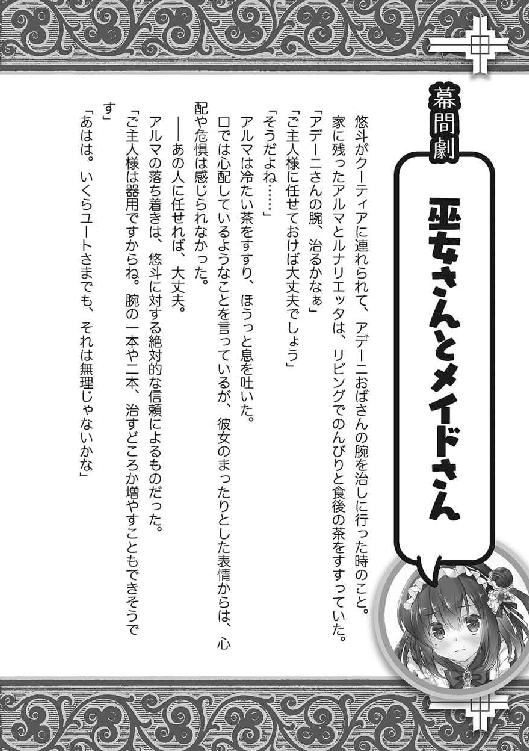 幕間劇
巫女さんとメイドさん
悠斗がクーティアに連れられて、アデーニおばさんの腕を治しに行った時のこと。
家に残ったアルマとルナリエッタは、リビングでのんびりと食後の茶をすすっていた。
「アデーニさんの腕、治るかなぁ」
「ご主人様に任せておけば大丈夫でしょう」
「そうだよね……」
アルマは冷たい茶をすすり、ほうっと息を吐いた。
口では心配しているようなことを言っているが、彼女のまったりとした表情からは、心
配や危惧は感じられなかった。
――あの人に任せれば、大丈夫。
アルマの落ち着きは、悠斗に対する絶対的な信頼によるものだった。
「ご主人様は器用ですからね。腕の一本や二本、治すどころか増やすこともできそうで
す」
「あはは。いくらユートさまでも、それは無理じゃないかな」